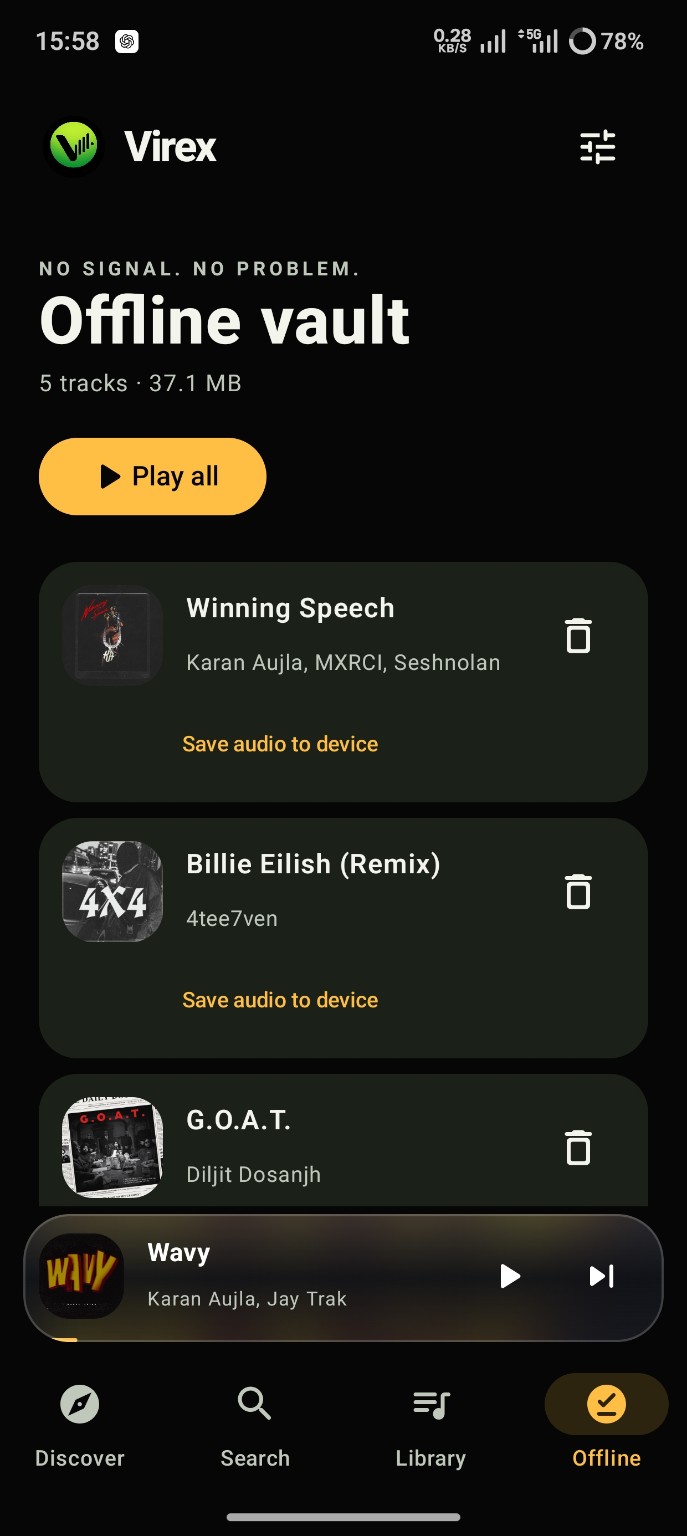 15:58
0.28 KB/S
5G
78%
Virex
NO SIGNAL. NO PROBLEM.
Offline vault
5 tracks · 37.1 MB
Play all
Winning Speech
Karan Aujla, MXRCI, Seshnolan
Save audio to device
4X4
Billie Eilish (Remix)
4tee7ven
Save audio to device
G.O.A.T.
G.O.A.T.
Diljit Dosanjh
WAVY
Wavy
Karan Aujla, Jay Trak
Discover
Search
Library
Offline